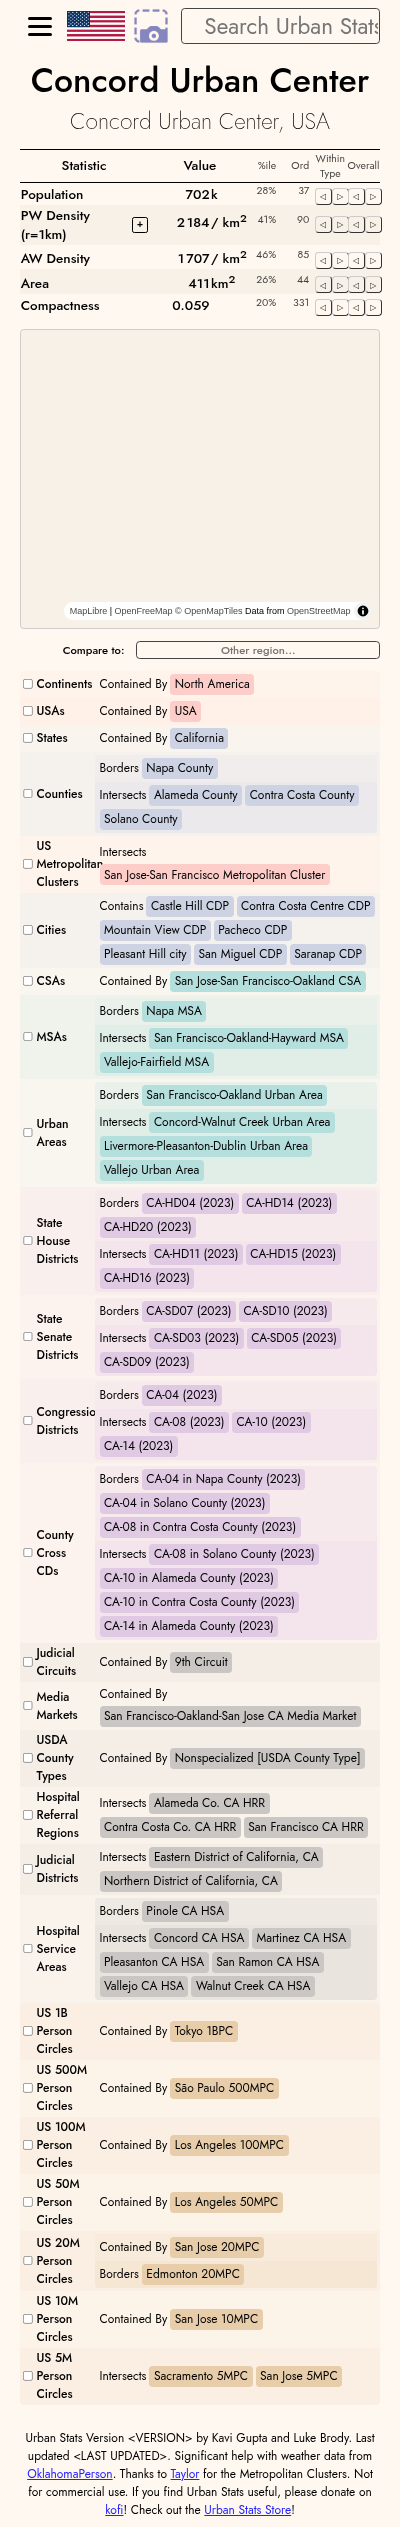 Search Urban Stats
Concord Urban Center
Concord Urban Center, USA
Statistic Value %ile Ord Within Type Overall
Population 702k 28% 37
PW Density (r=1km) + 2 184 / km2 41% 90
AW Density 1 707 / km2 46% 85
Area 411 km2 26% 44
Compactness 0.059 20% 331
MapLibre | OpenFreeMap © OpenMapTiles Data from OpenStreetMap
Compare to: Other region...
Continents Contained By North America
USAs Contained By USA
States Contained By California
Counties
Borders Napa County
Intersects Alameda County Contra Costa County
Solano County
US Metropolitan Clusters
Intersects
San Jose-San Francisco Metropolitan Cluster
Cities
Contains Castle Hill CDP Contra Costa Centre CDP
Mountain View CDP Pacheco CDP
Pleasant Hill city San Miguel CDP Saranap CDP
CSAs Contained By San Jose-San Francisco-Oakland CSA
MSAs
Borders Napa MSA
Intersects San Francisco-Oakland-Hayward MSA
Vallejo-Fairfield MSA
Urban Areas
Borders San Francisco-Oakland Urban Area
Intersects Concord-Walnut Creek Urban Area
Livermore-Pleasanton-Dublin Urban Area
Vallejo Urban Area
State House Districts
Borders CA-HD04 (2023) CA-HD14 (2023)
CA-HD20 (2023)
Intersects CA-HD11 (2023) CA-HD15 (2023)
CA-HD16 (2023)
State Senate Districts
Borders CA-SD07 (2023) CA-SD10 (2023)
Intersects CA-SD03 (2023) CA-SD05 (2023)
CA-SD09 (2023)
Congressio Districts
Borders CA-04 (2023)
Intersects CA-08 (2023) CA-10 (2023)
CA-14 (2023)
County Cross CDs
Borders CA-04 in Napa County (2023)
CA-04 in Solano County (2023)
CA-08 in Contra Costa County (2023)
Intersects CA-08 in Solano County (2023)
CA-10 in Alameda County (2023)
CA-10 in Contra Costa County (2023)
CA-14 in Alameda County (2023)
Judicial Circuits Contained By 9th Circuit
Media Markets
Contained By
San Francisco-Oakland-San Jose CA Media Market
USDA County Types Contained By Nonspecialized [USDA County Type]
Hospital Referral Regions
Intersects Alameda Co. CA HRR
Contra Costa Co. CA HRR San Francisco CA HRR
Judicial Districts
Intersects Eastern District of California, CA
Northern District of California, CA
Hospital Service Areas
Borders Pinole CA HSA
Intersects Concord CA HSA Martinez CA HSA
Pleasanton CA HSA San Ramon CA HSA
Vallejo CA HSA Walnut Creek CA HSA
US 1B Person Circles Contained By Tokyo 1BPC
US 500M Person Circles Contained By São Paulo 500MPC
US 100M Person Circles Contained By Los Angeles 100MPC
US 50M Person Circles Contained By Los Angeles 50MPC
US 20M Person Circles
Contained By San Jose 20MPC
Borders Edmonton 20MPC
US 10M Person Circles Contained By San Jose 10MPC
US 5M Person Circles Intersects Sacramento 5MPC San Jose 5MPC
Urban Stats Version <VERSION> by Kavi Gupta and Luke Brody. Last
updated <LAST UPDATED>. Significant help with weather data from
OklahomaPerson. Thanks to Taylor for the Metropolitan Clusters. Not
for commercial use. If you find Urban Stats useful, please donate on
kofi! Check out the Urban Stats Store!